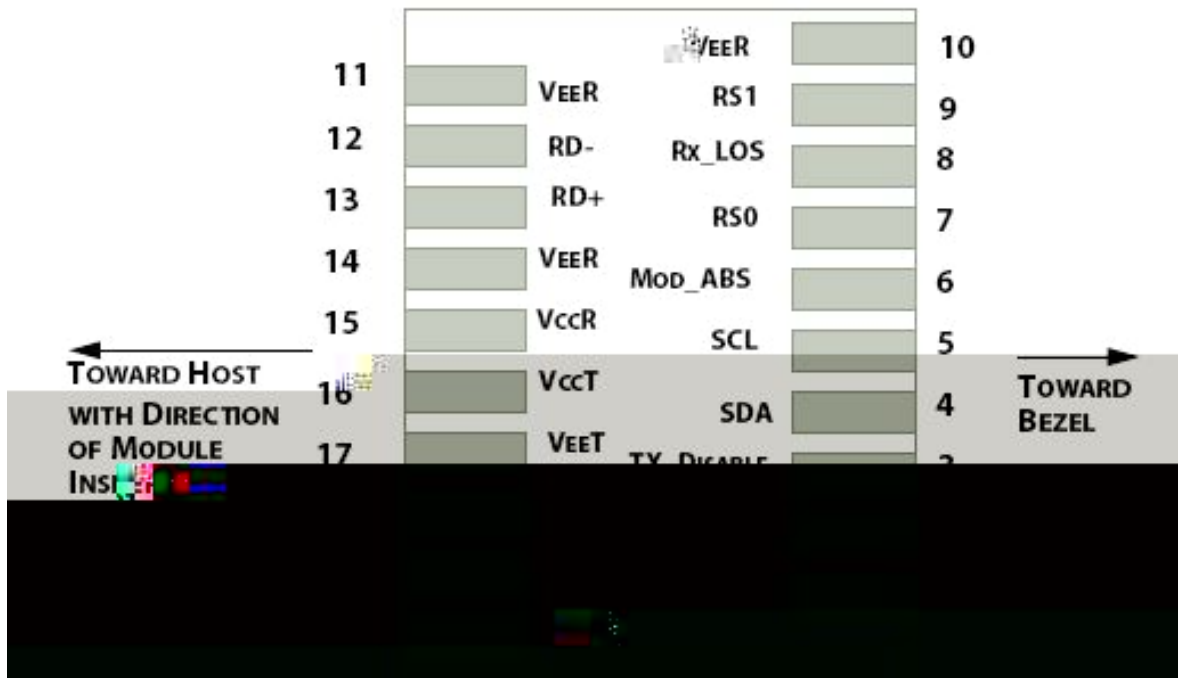 VEER
10
11
VEER
RS1
9
12
RD-
RX_LOS
8
13
RD+
RS0
7
14
VEER
MOD_ABS
6
15
VCCR
SCL
5
TOWARD HOST
WITH DIRECTION
OF MODULE
16
VCCT
SDA
4
TOWARD
BEZEL
17
VEET
TX_DISABLE